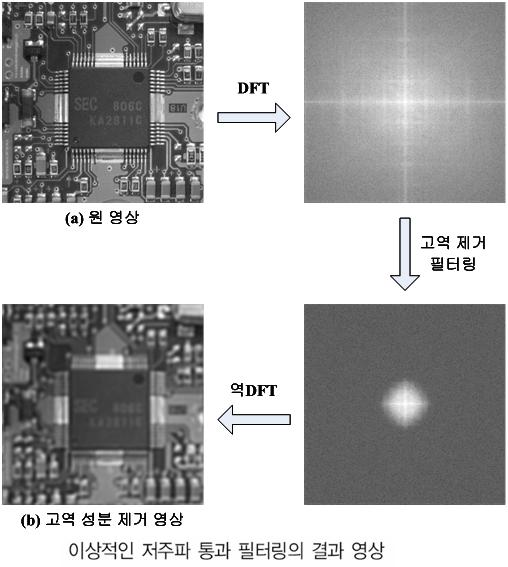 SEC 806C
KA2811C
U18
DFT
(a) 원 영상
고역 제거
필터링
SEC 806C
KA2811C
역DFT
(b) 고역 성분 제거 영상
이상적인 저주파 통과 필터링의 결과 영상